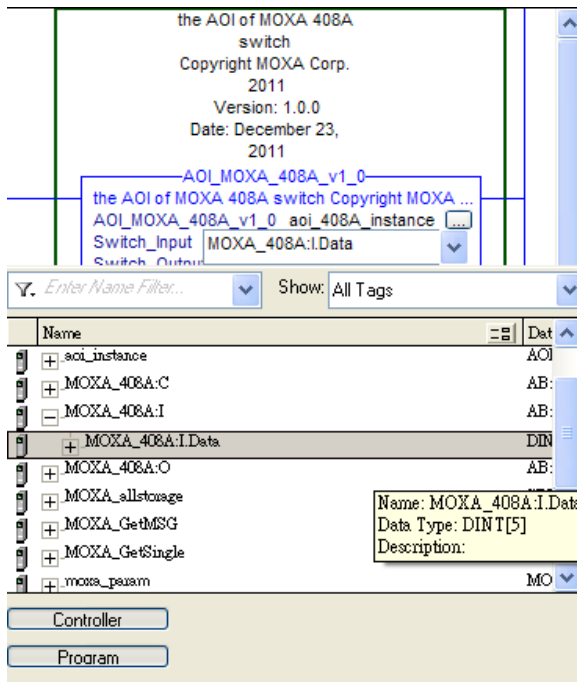 the AOI of MOXA 408A
switch
Copyright MOXA Corp.
2011
Version: 1.0.0
Date: December 23,
2011
AOI_MOXA_408A_v1_0
the AOI of MOXA 408A switch Copyright MOXA ...
AOI_MOXA_408A_v1_0 aoi_408A_instance ...
Switch_Input MOXA_408A:I.Data
Switch_Output
Enter Name Filter... Show: All Tags
Name Dat
aoi_instance AOI
MOXA_408A:C AB:
MOXA_408A:I AB:
MOXA_408A:I.Data DIN
MOXA_408A:O AB:
MOXA_allstorage
MOXA_GetMSG
MOXA_GetSingle
moxa_param MO
Name: MOXA_408A:I.Data
Data Type: DINT[5]
Description:
Controller
Program